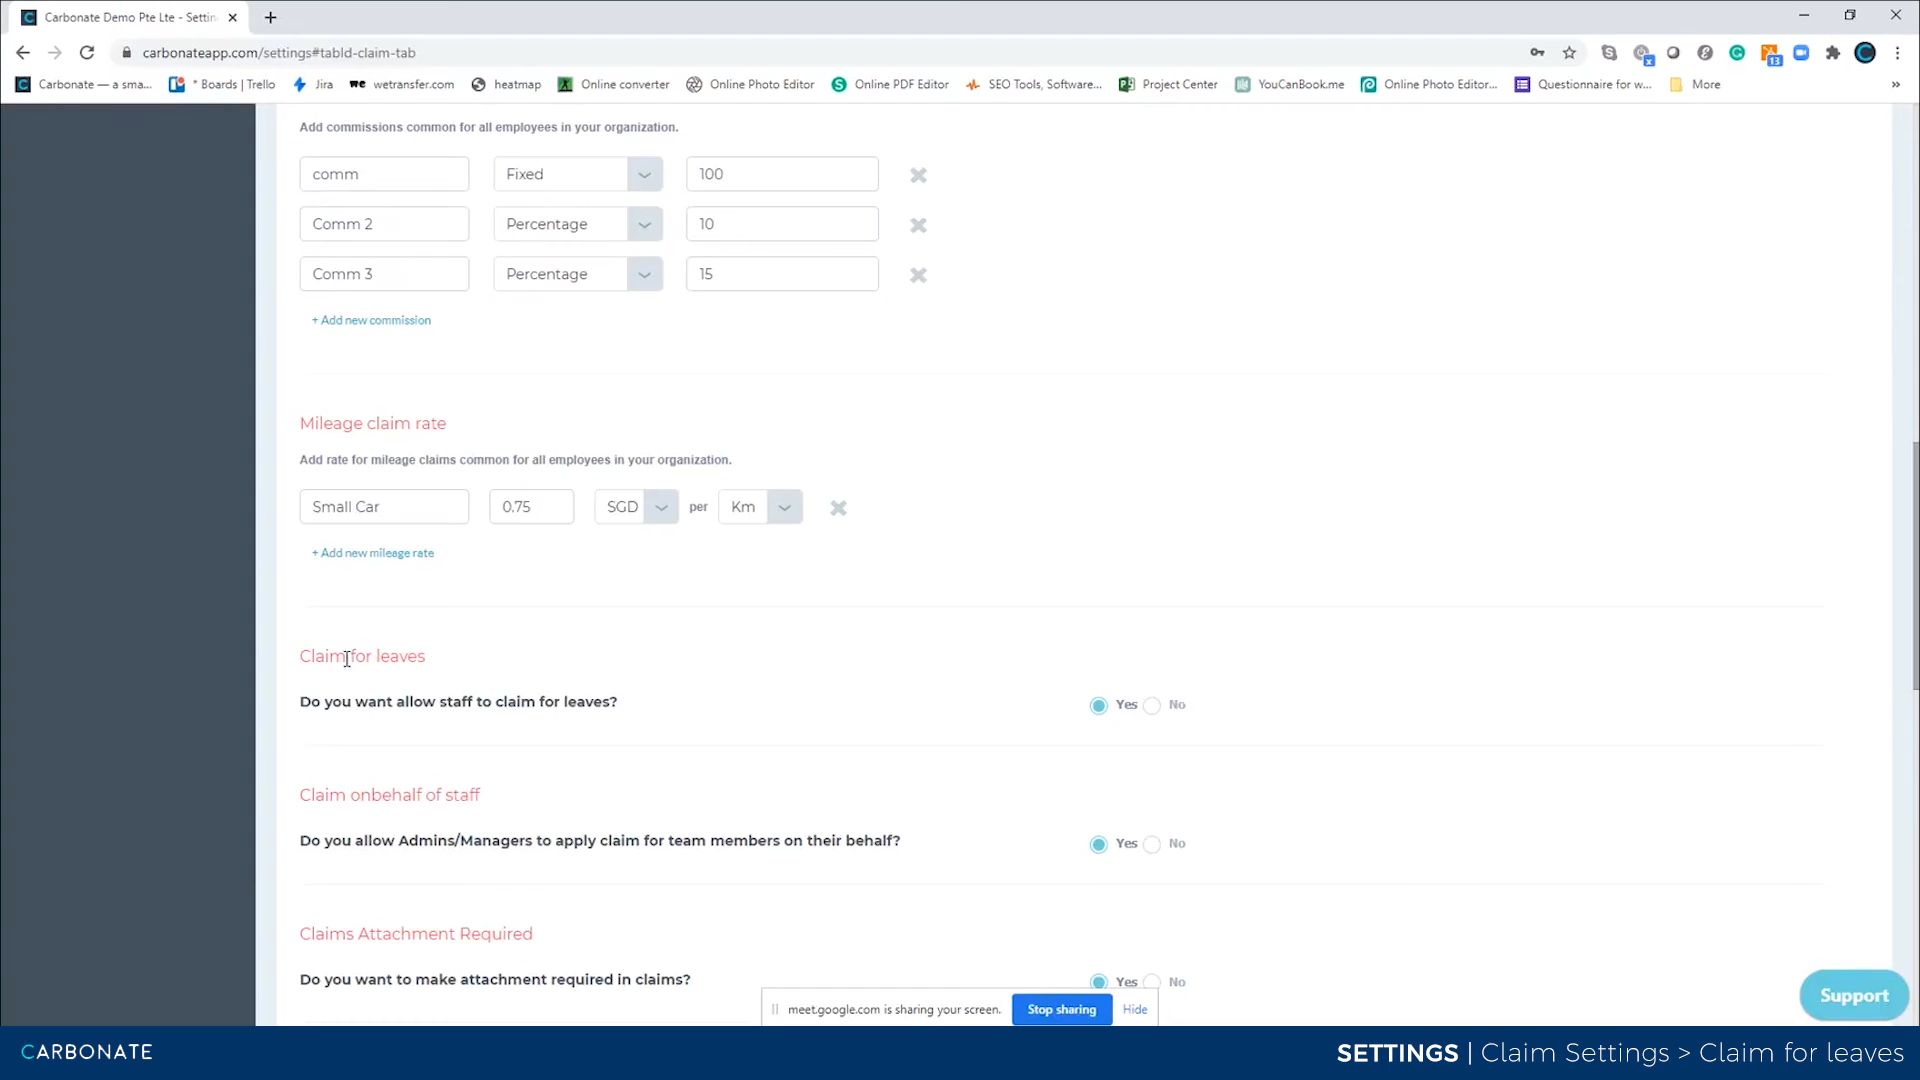 Carbonate Demo Pte Lte - Settin
carbonateapp.com/settings#tabId-claim-tab
13
Carbonate — a sma... * Boards | Trello Jira we wetransfer.com heatmap Online converter Online Photo Editor Online PDF Editor SEO Tools, Software... Project Center YouCanBook.me Online Photo Editor... Questionnaire for w... More »
Add commissions common for all employees in your organization.
comm Fixed 100
Comm 2 Percentage 10
Comm 3 Percentage 15
+ Add new commission
Mileage claim rate
Add rate for mileage claims common for all employees in your organization.
Small Car 0.75 SGD per Km
+ Add new mileage rate
Claim for leaves
Do you want allow staff to claim for leaves? Yes No
Claim onbehalf of staff
Do you allow Admins/Managers to apply claim for team members on their behalf? Yes No
Claims Attachment Required
Do you want to make attachment required in claims? Yes No
meet.google.com is sharing your screen. Stop sharing Hide
Support
CARBONATE
SETTINGS | Claim Settings > Claim for leaves